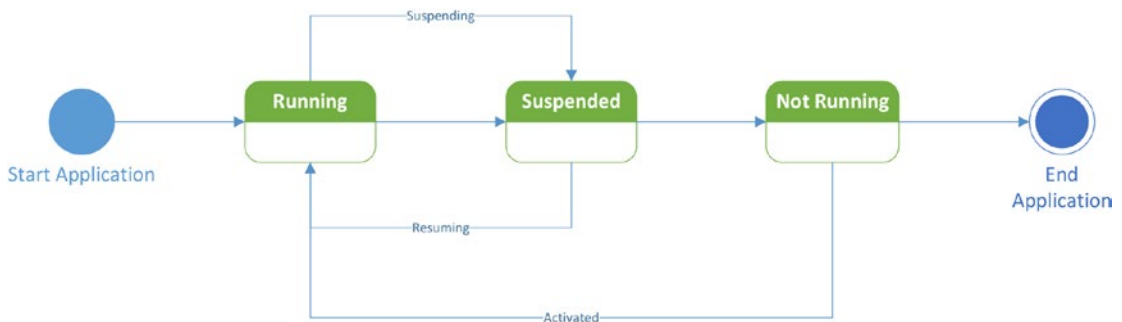 Suspending
Running
Suspended
Not Running
Start Application
End
Application
Resuming
Activated